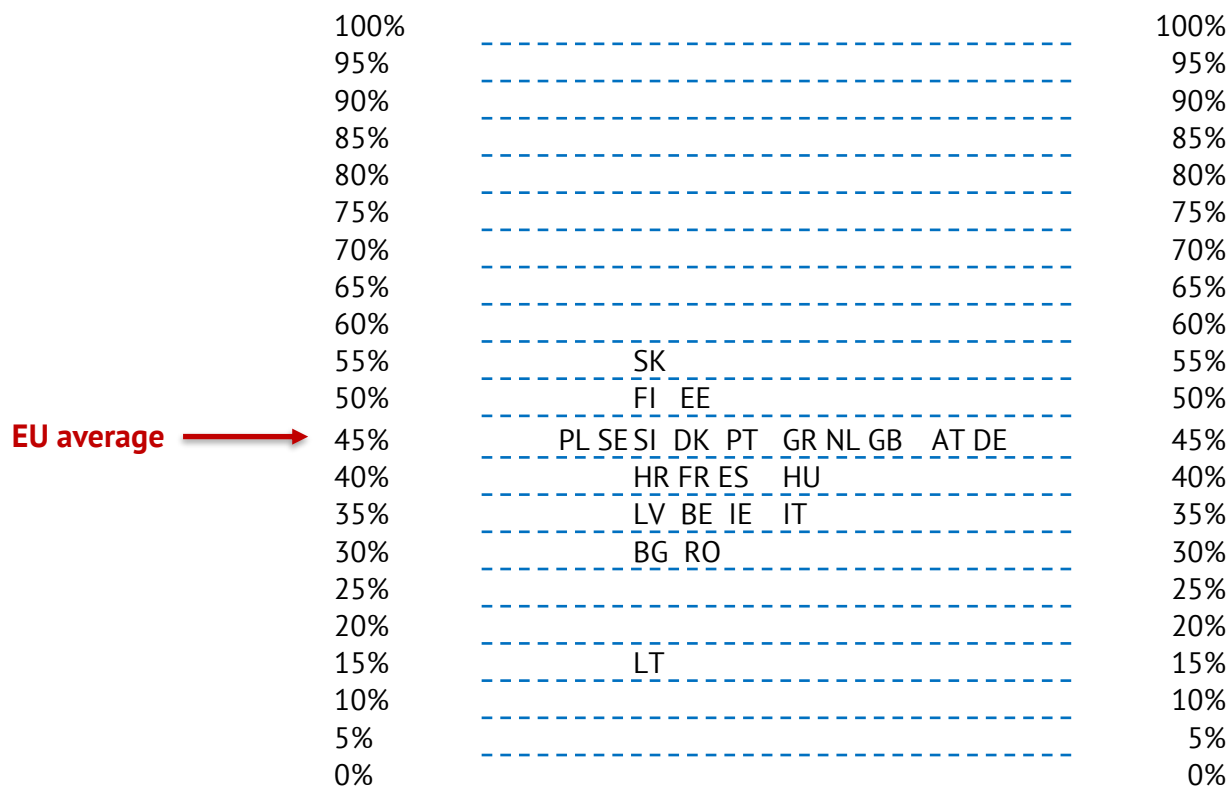 100% 100%
95% 95%
90% 90%
85% 85%
80% 80%
75% 75%
70% 70%
65% 65%
60% 60%
55% SK 55%
50% FI EE 50%
EU average 45% PL SE SI DK PT GR NL GB AT DE 45%
40% HR FR ES HU 40%
35% LV BE IE IT 35%
30% BG RO 30%
25% 25%
20% 20%
15% LT 15%
10% 10%
5% 5%
0% 0%